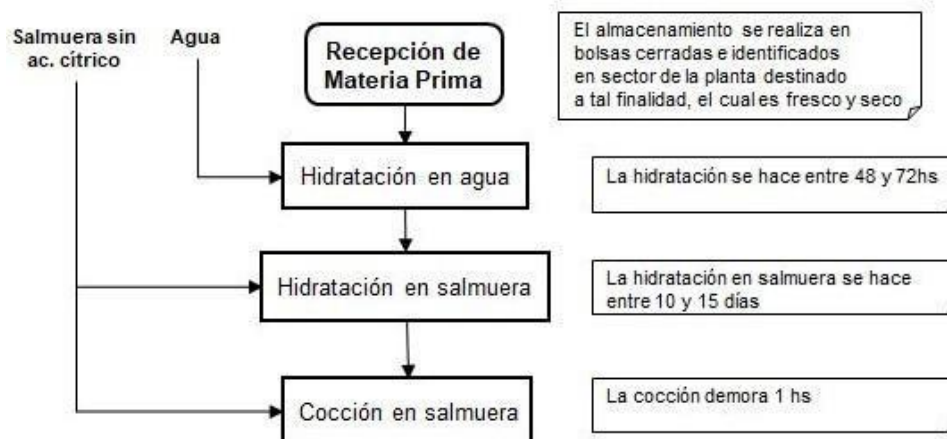 Salmuera sin
ac. cítrico
Agua
Recepción de
Materia Prima
El almacenamiento se realiza en
bolsas cerradas e identificados
en sector de la planta destinado
a tal finalidad, el cual es fresco y seco
Hidratación en agua
La hidratación se hace entre 48 y 72hs
Hidratación en salmuera
La hidratación en salmuera se hace
entre 10 y 15 días
Cocción en salmuera
La cocción demora 1 hs